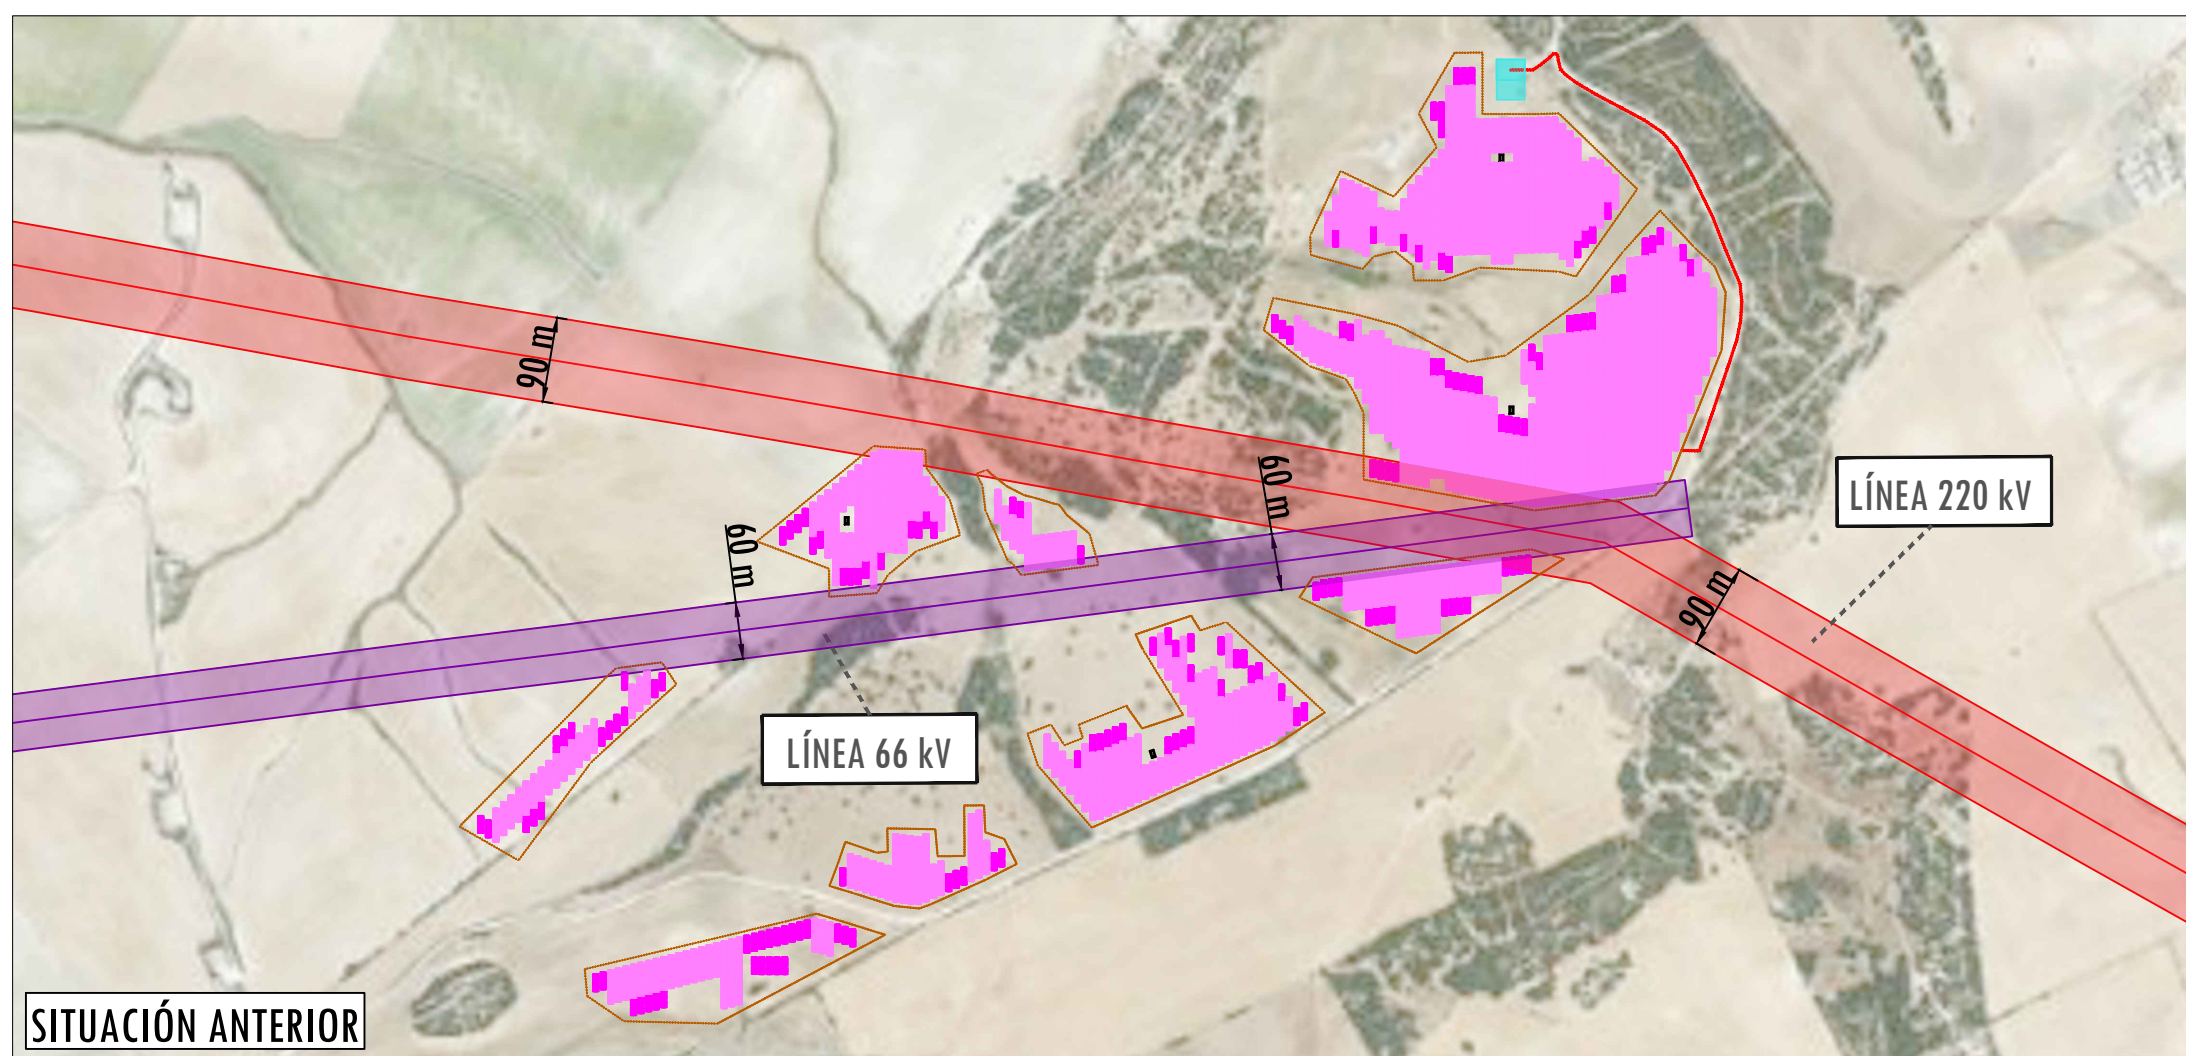 90 m
60 m
LÍNEA 220 kV
60 m
90 m
LÍNEA 66 kV
SITUACIÓN ANTERIOR